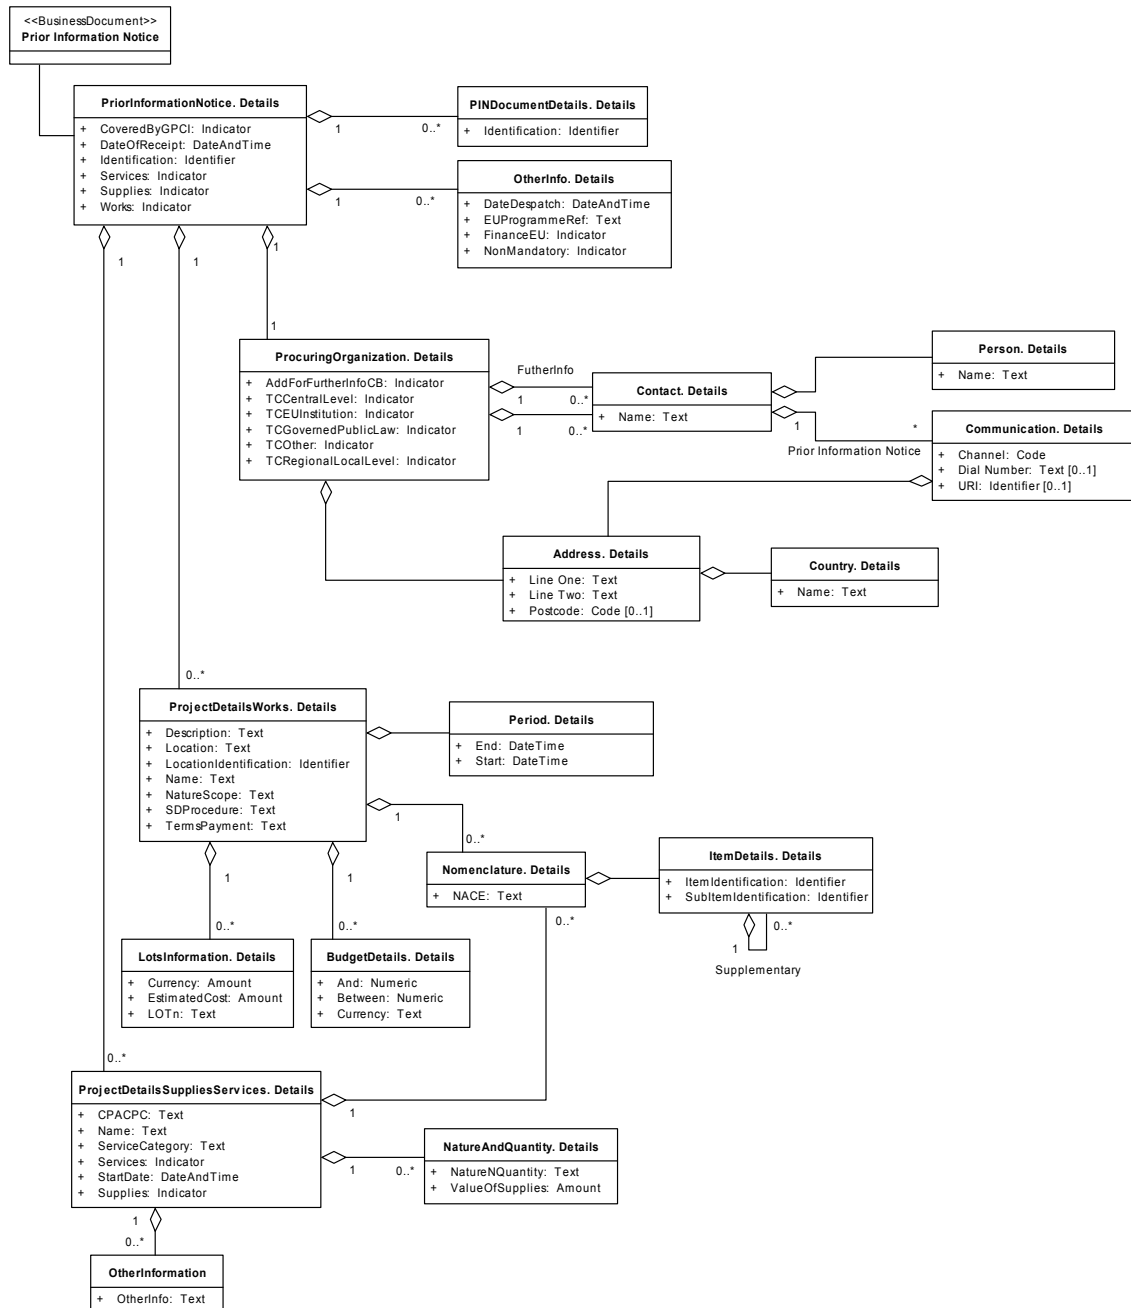 <<BusinessDocument>>
Prior Information Notice
PriorInformationNotice. Details
+ CoveredByGPCI: Indicator
+ DateOfReceipt: DateAndTime
+ Identification: Identifier
+ Services: Indicator
+ Supplies: Indicator
+ Works: Indicator
PINDocumentDetails. Details
+ Identification: Identifier
1
0..*
OtherInfo. Details
+ DateDespatch: DateAndTime
+ EUProgrammeRef: Text
+ FinanceEU: Indicator
+ NonMandatory: Indicator
1
0..*
1
1
1
1
ProcuringOrganization. Details
+ AddForFurtherInfoCB: Indicator
+ TCCentralLevel: Indicator
+ TCEUInstitution: Indicator
+ TCGovernedPublicLaw: Indicator
+ TCOther: Indicator
+ TCRegionalLocalLevel: Indicator
FutherInfo
1
0..*
1
0..*
Contact. Details
+ Name: Text
Person. Details
+ Name: Text
1
*
Prior Information Notice
Communication. Details
+ Channel: Code
+ Dial Number: Text [0..1]
+ URI: Identifier [0..1]
Address. Details
+ Line One: Text
+ Line Two: Text
+ Postcode: Code [0..1]
Country. Details
+ Name: Text
0..*
ProjectDetailsWorks. Details
+ Description: Text
+ Location: Text
+ LocationIdentification: Identifier
+ Name: Text
+ NatureScope: Text
+ SDProcedure: Text
+ TermsPayment: Text
Period. Details
+ End: DateTime
+ Start: DateTime
1
0..*
Nomenclature. Details
+ NACE: Text
ItemDetails. Details
+ ItemIdentification: Identifier
+ SubItemIdentification: Identifier
1
0..*
Supplementary
1
1
0..*
0..*
0..*
LotsInformation. Details
+ Currency: Amount
+ EstimatedCost: Amount
+ LOTn: Text
BudgetDetails. Details
+ And: Numeric
+ Between: Numeric
+ Currency: Text
0..*
ProjectDetailsSuppliesServices. Details
+ CPACPC: Text
+ Name: Text
+ ServiceCategory: Text
+ Services: Indicator
+ StartDate: DateAndTime
+ Supplies: Indicator
1
1
0..*
NatureAndQuantity. Details
+ NatureNQuantity: Text
+ ValueOfSupplies: Amount
1
0..*
OtherInformation
+ OtherInfo: Text